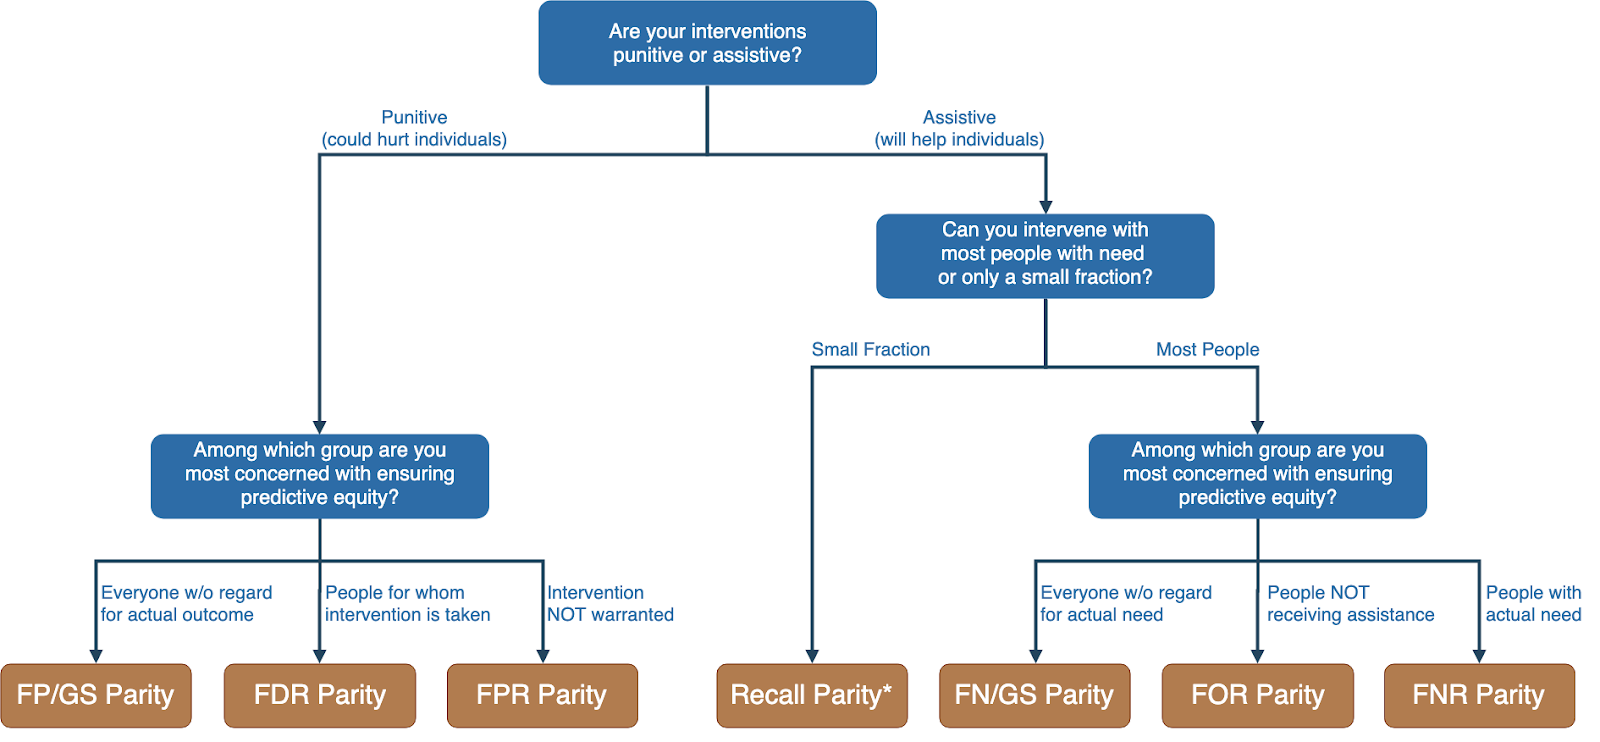 Are your interventions
punitive or assistive?
Punitive
(could hurt individuals)
Assistive
(will help individuals)
Can you intervene with
most people with need
or only a small fraction?
Small Fraction
Most People
Among which group are you
most concerned with ensuring
predictive equity?
Among which group are you
most concerned with ensuring
predictive equity?
Everyone w/o regard
for actual outcome
People for whom
intervention is taken
Intervention
NOT warranted
Everyone w/o regard
for actual need
People NOT
receiving assistance
People with
actual need
FP/GS Parity
FDR Parity
FPR Parity
Recall Parity*
FN/GS Parity
FOR Parity
FNR Parity